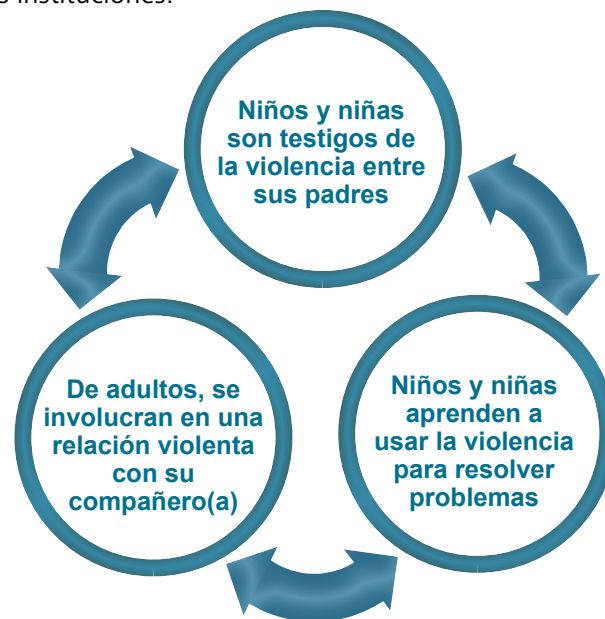 instituciones.
Niños y niñas
son testigos de
la violencia entre
sus padres
De adultos, se
involucran en una
relación violenta
con su
compañero(a)
Niños y niñas
aprenden a
usar la violencia
para resolver
problemas